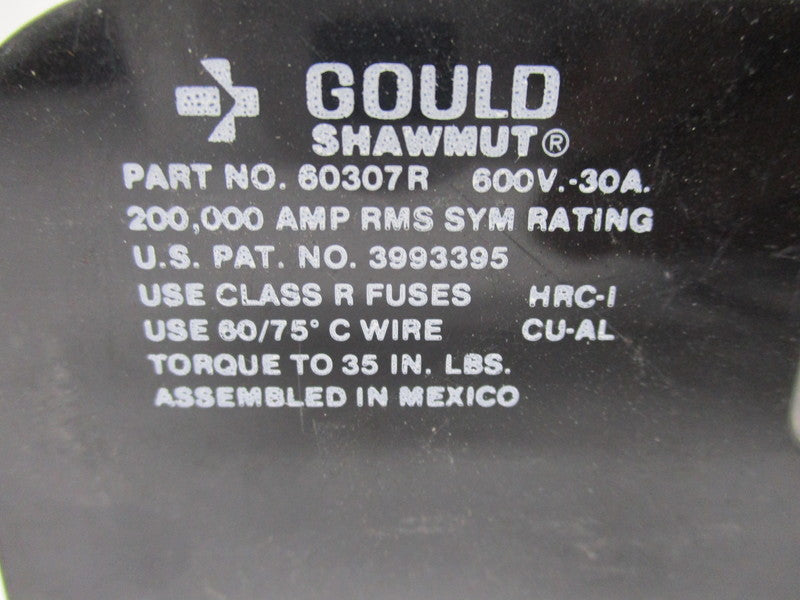 GOULD
SHAWMUT®
PART NO. 60307R 600V.-30A.
200,000 AMP RMS SYM RATING
U.S. PAT. NO. 3993395
USE CLASS R FUSES HRC-I
USE 60/75° C WIRE CU-AL
TORQUE TO 35 IN. LBS.
ASSEMBLED IN MEXICO